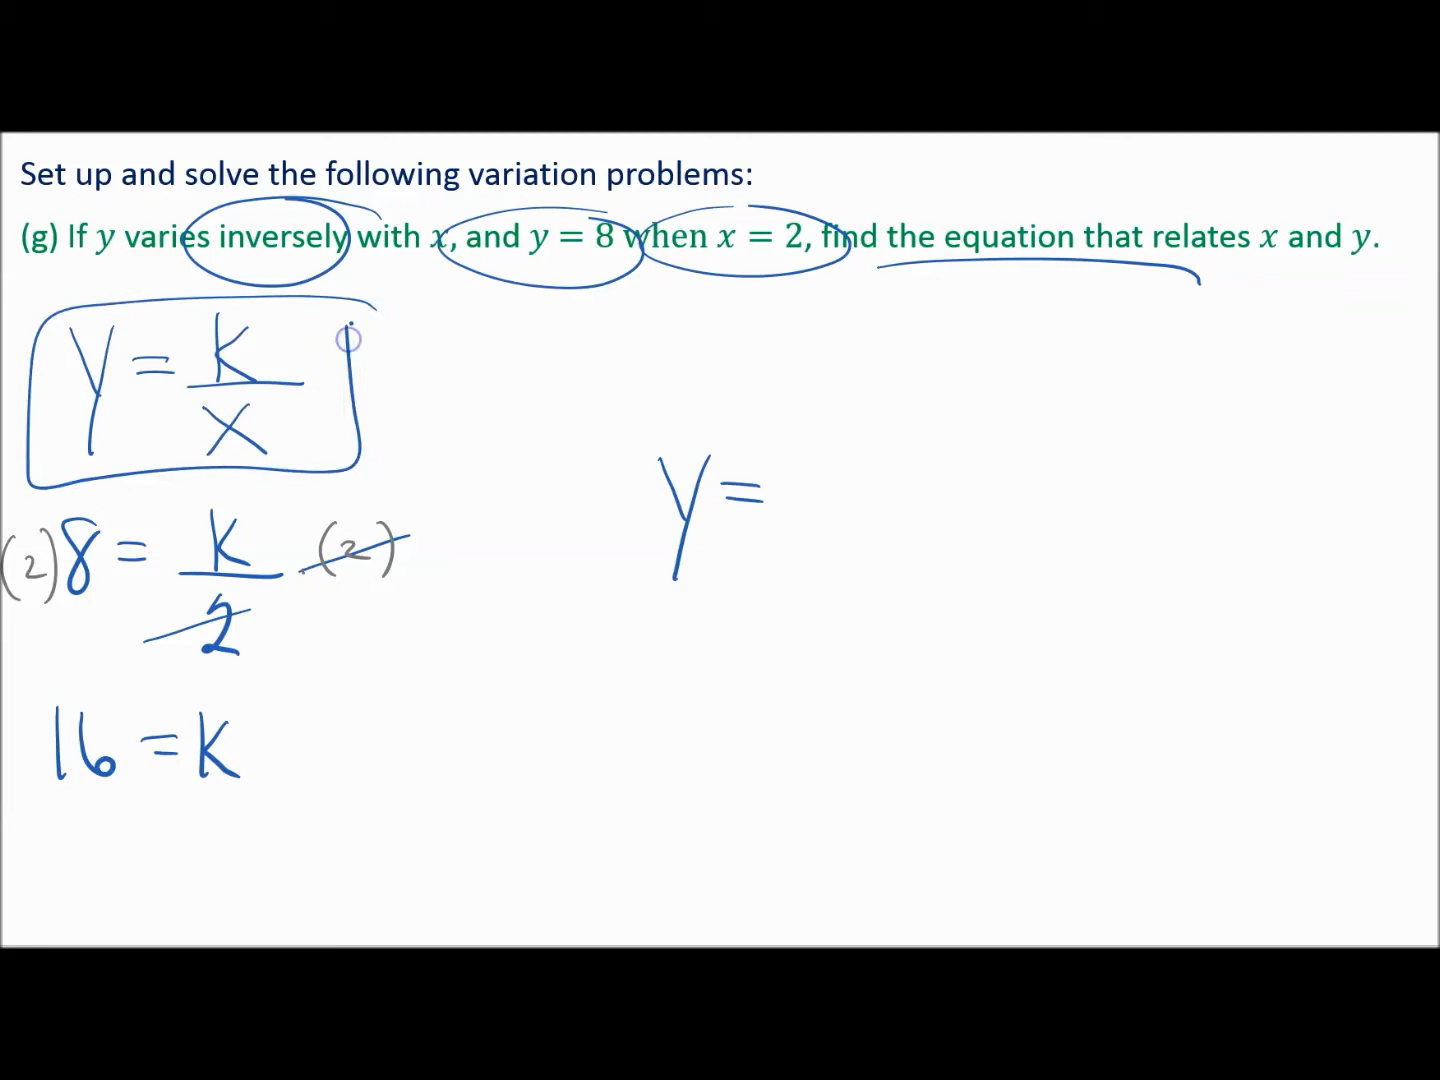 Set up and solve the following variation problems:
(g) If y varies inversely with x, and y = 8 when x = 2, find the equation that relates x and y.
Y = K/X
(2) 8 = K/2 · (2)
16 = K
Y =